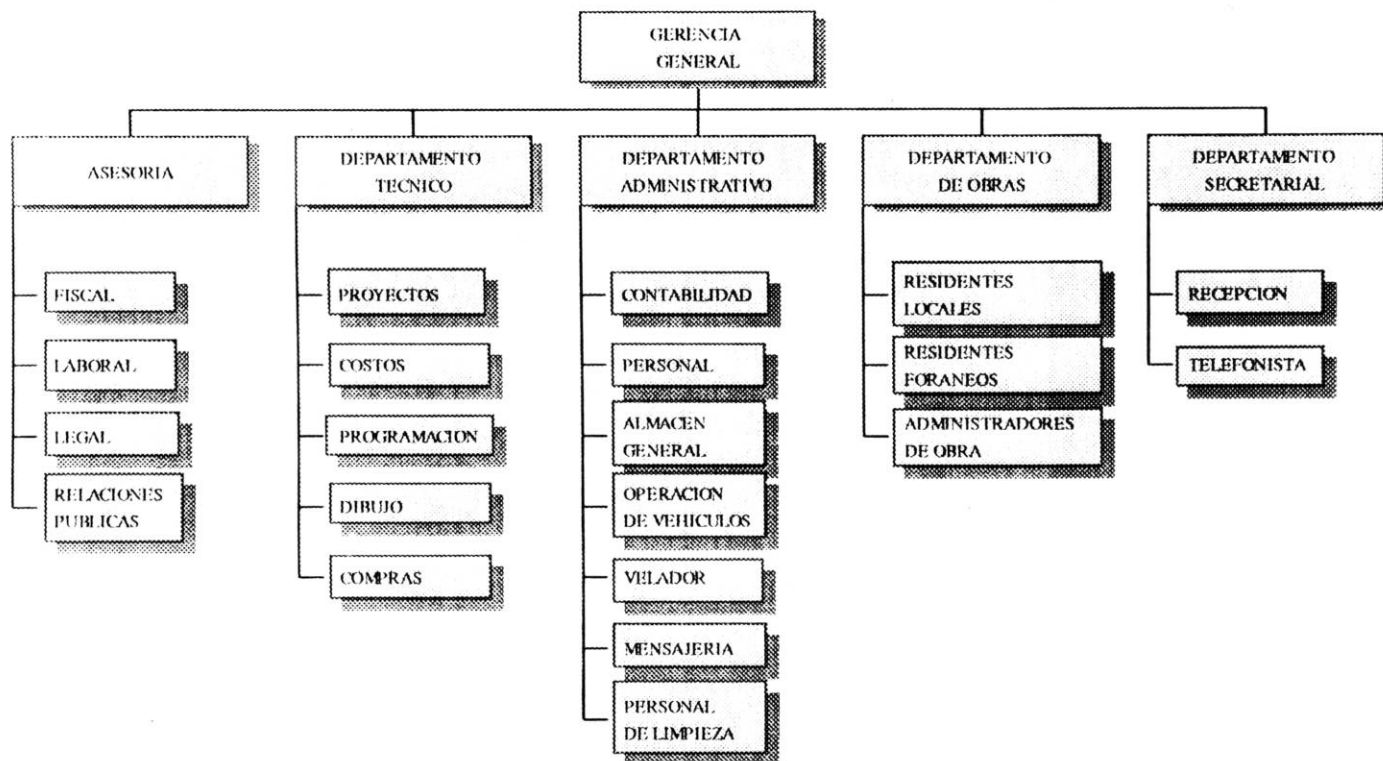 GERENCIA
GENERAL
ASESORIA
DEPARTAMENTO
TECNICO
DEPARTAMENTO
ADMINISTRATIVO
DEPARTAMENTO
DE OBRAS
DEPARTAMENTO
SECRETARIAL
FISCAL
LABORAL
LEGAL
RELACIONES
PUBLICAS
PROYECTOS
COSTOS
PROGRAMACION
DIBUJO
COMPRAS
CONTABILIDAD
PERSONAL
ALMACEN
GENERAL
OPERACION
DE VEHICULOS
VELADOR
MENSAJERIA
PERSONAL
DE LIMPIEZA
RESIDENTES
LOCALES
RESIDENTES
FORANEOS
ADMINISTRADORES
DE OBRA
RECEPCION
TELEFONISTA